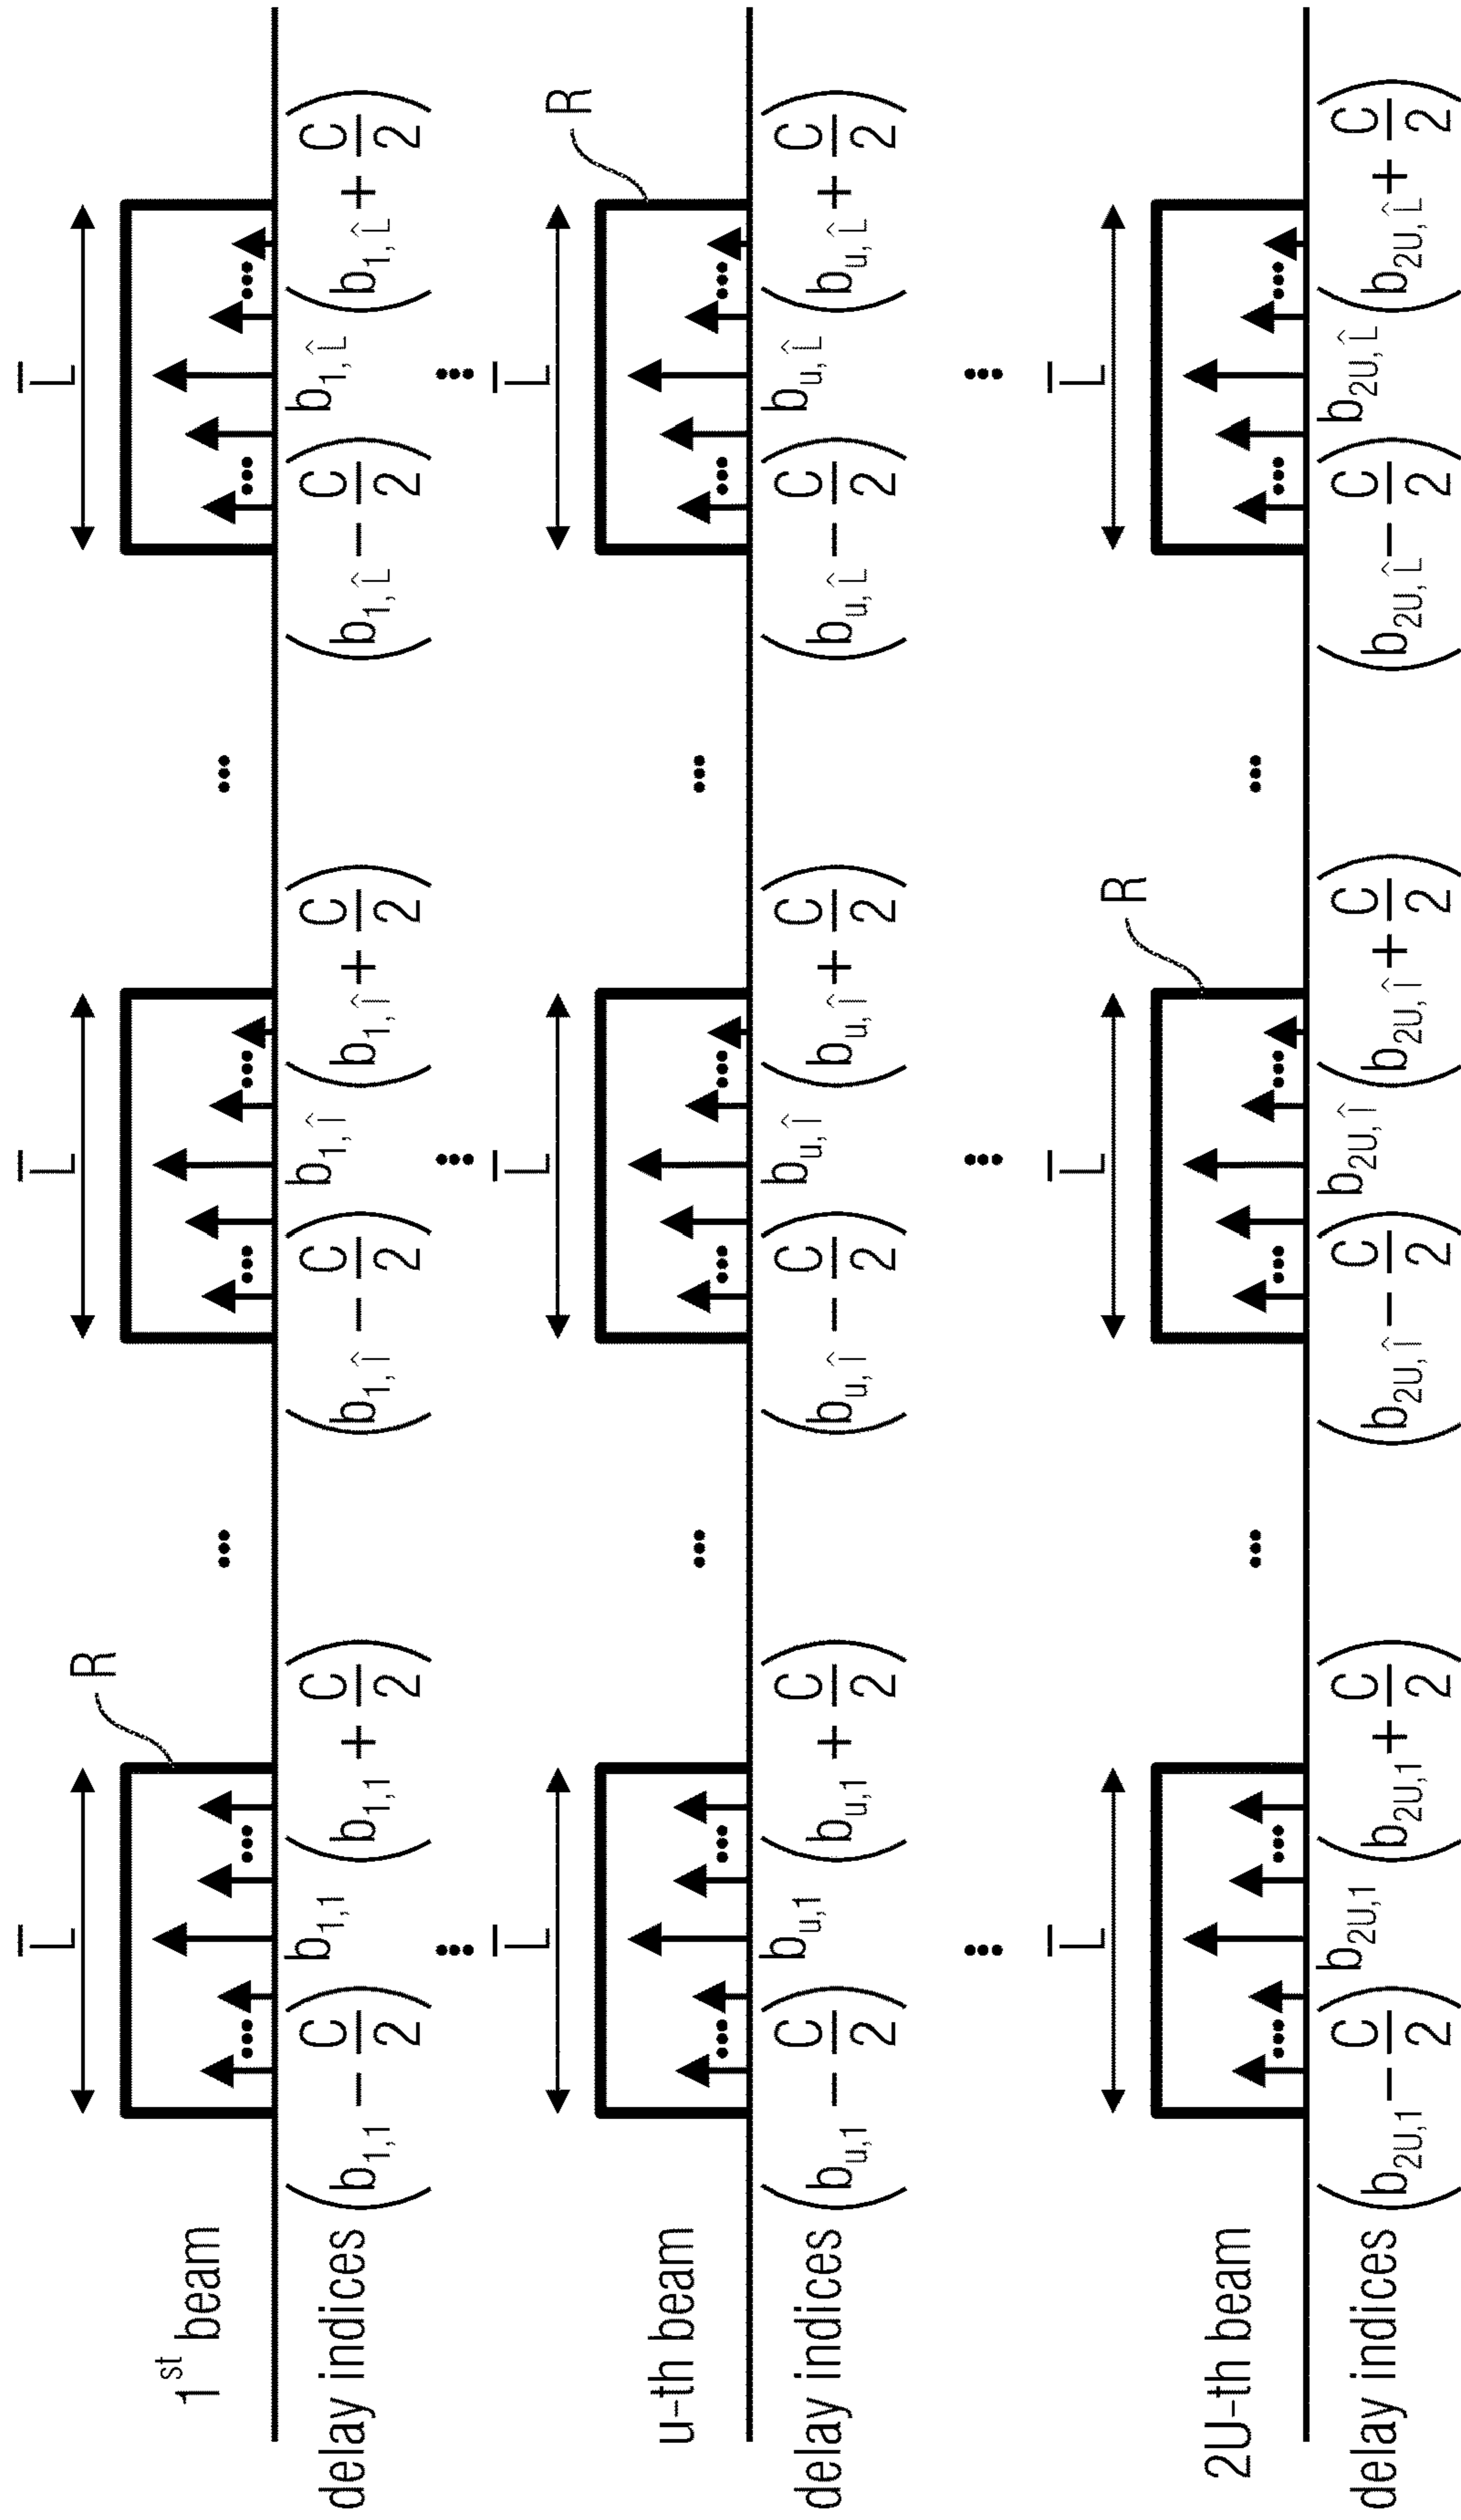 L̅ R L̅ L̅
1st beam ... ... ... ... ... ... ... ...
delay indices (b1,1 − C/2) b1,1 (b1,1 + C/2) (b1,l̂ − C/2) b1,l̂ (b1,l̂ + C/2) (b1,L̂ − C/2) b1,L̂ (b1,L̂ + C/2)
... ... ...
L̅ L̅ L̅ R
u-th beam ... ... ... ... ... ... ... ...
delay indices (bu,1 − C/2) bu,1 (bu,1 + C/2) (bu,l̂ − C/2) bu,l̂ (bu,l̂ + C/2) (bu,L̂ − C/2) bu,L̂ (bu,L̂ + C/2)
... ... ...
L̅ L̅ R L̅
2U-th beam ... ... ... ... ... ... ... ...
delay indices (b2U,1 − C/2) b2U,1 (b2U,1 + C/2) (b2U,l̂ − C/2) b2U,l̂ (b2U,l̂ + C/2) (b2U,L̂ − C/2) b2U,L̂ (b2U,L̂ + C/2)